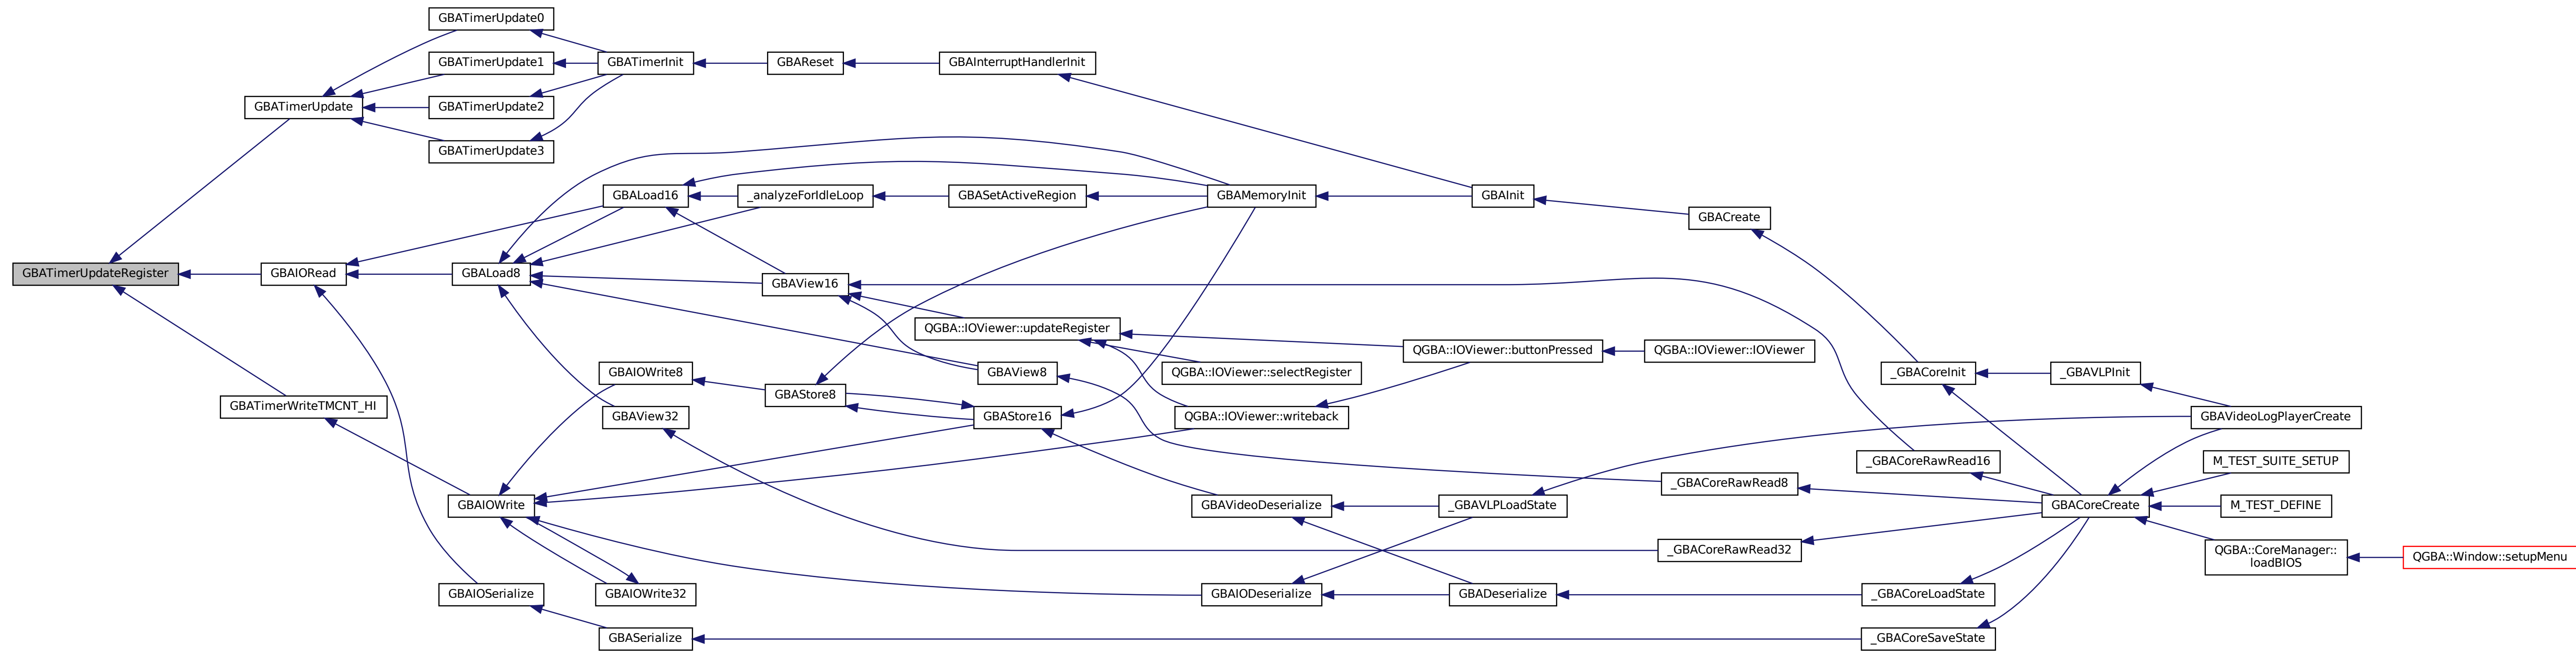 GBATimerUpdate0
GBATimerUpdate1
GBATimerInit
GBAReset
GBAInterruptHandlerInit
GBATimerUpdate
GBATimerUpdate2
GBATimerUpdate3
GBALoad16
_analyzeForIdleLoop
GBASetActiveRegion
GBAMemoryInit
GBAInit
GBACreate
GBATimerUpdateRegister
GBAIORead
GBALoad8
GBAView16
QGBA::IOViewer::updateRegister
QGBA::IOViewer::buttonPressed
QGBA::IOViewer::IOViewer
GBAIOWrite8
GBAView8
QGBA::IOViewer::selectRegister
_GBACoreInit
_GBAVLPInit
GBAStore8
GBATimerWriteTMCNT_HI
GBAView32
GBAStore16
QGBA::IOViewer::writeback
GBAVideoLogPlayerCreate
_GBACoreRawRead16
M_TEST_SUITE_SETUP
_GBACoreRawRead8
GBAIOWrite
GBAVideoDeserialize
_GBAVLPLoadState
GBACoreCreate
M_TEST_DEFINE
_GBACoreRawRead32
QGBA::CoreManager::
loadBIOS
QGBA::Window::setupMenu
GBAIOSerialize
GBAIOWrite32
GBAIODeserialize
GBADeserialize
_GBACoreLoadState
GBASerialize
_GBACoreSaveState